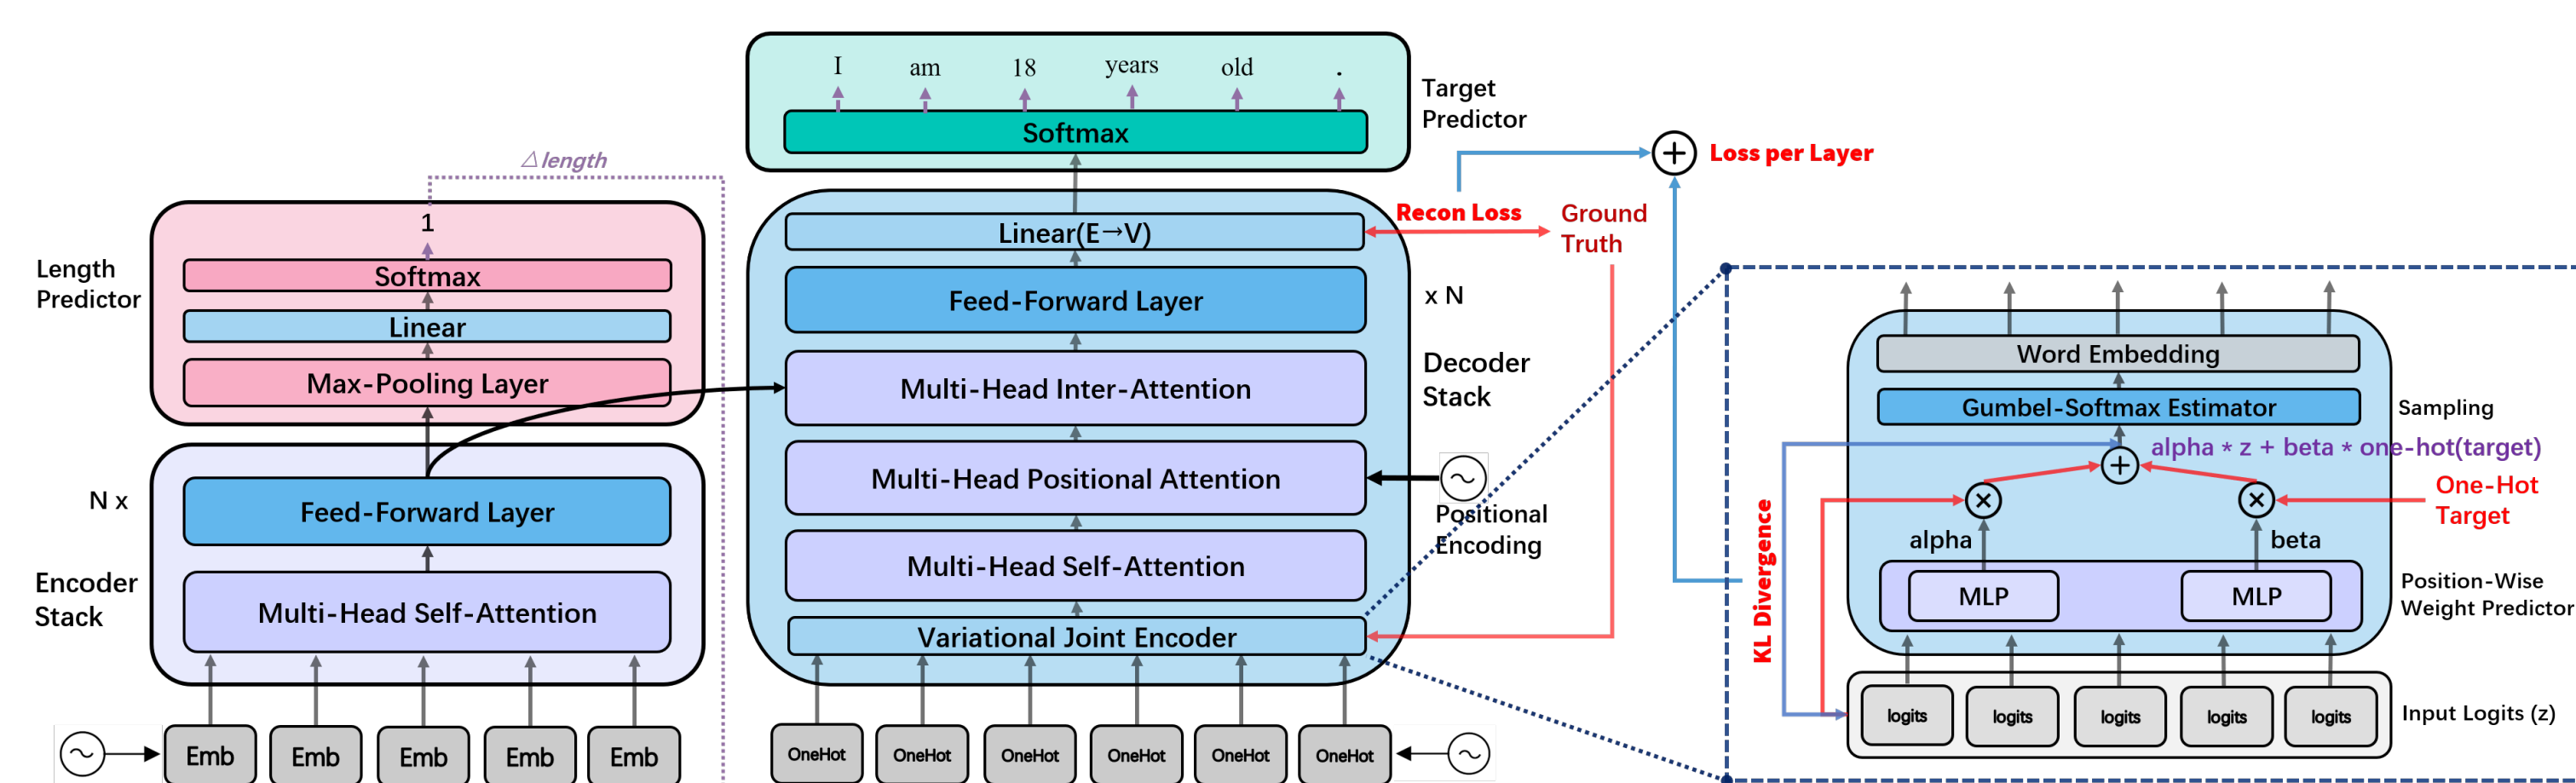 △length
1
Softmax
Linear
Max-Pooling Layer
Length
Predictor
N x
Feed-Forward Layer
Multi-Head Self-Attention
Encoder
Stack
Emb
Emb
Emb
Emb
Emb
I am 18 years old .
Softmax
Target
Predictor
Linear(E→V)
Feed-Forward Layer
Multi-Head Inter-Attention
Multi-Head Positional Attention
Multi-Head Self-Attention
Variational Joint Encoder
x N
Decoder
Stack
Positional
Encoding
OneHot
OneHot
OneHot
OneHot
OneHot
OneHot
Recon Loss
Ground
Truth
Loss per Layer
KL Divergence
Word Embedding
Gumbel-Softmax Estimator
Sampling
alpha * z + beta * one-hot(target)
One-Hot
Target
alpha
beta
MLP
MLP
Position-Wise
Weight Predictor
logits
logits
logits
logits
logits
Input Logits (z)